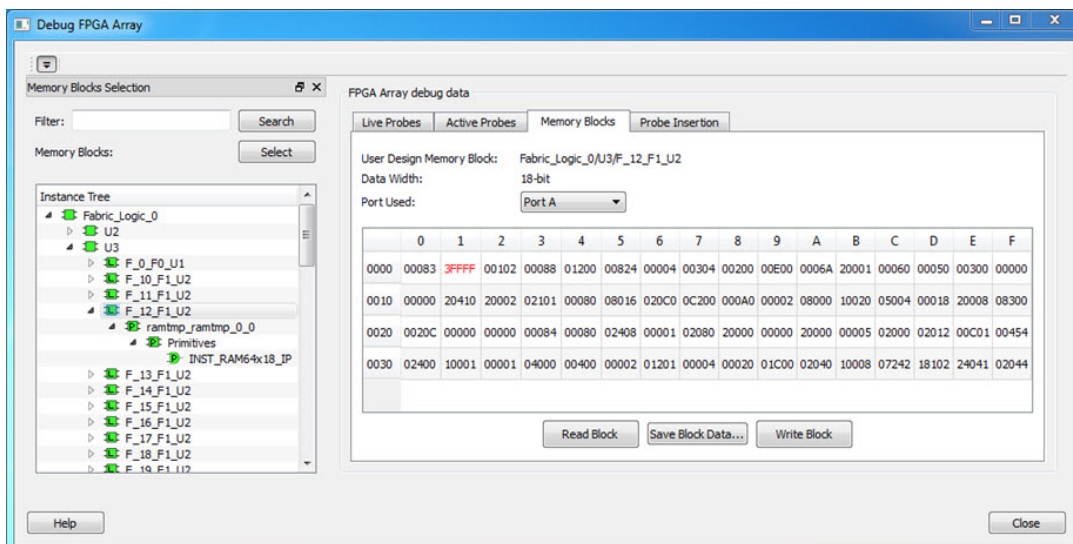 Debug FPGA Array
Memory Blocks Selection
Filter: Search
Memory Blocks: Select
Instance Tree
Fabric_Logic_0
U2
U3
F_0_F0_U1
F_10_F1_U2
F_11_F1_U2
F_12_F1_U2
ramtmp_ramtmp_0_0
Primitives
INST_RAM64x18_IP
F_13_F1_U2
F_14_F1_U2
F_15_F1_U2
F_16_F1_U2
F_17_F1_U2
F_18_F1_U2
F_19_F1_U2
FPGA Array debug data
Live Probes Active Probes Memory Blocks Probe Insertion
User Design Memory Block: Fabric_Logic_0/U3/F_12_F1_U2
Data Width: 18-bit
Port Used: Port A
0 1 2 3 4 5 6 7 8 9 A B C D E F
0000 00083 3FFFF 00102 00088 01200 00824 00004 00304 00200 00E00 0006A 20001 00060 00050 00300 00000
0010 00000 20410 20002 02101 00080 08016 020C0 0C200 000A0 00002 08000 10020 05004 00018 20008 08300
0020 0020C 00000 00000 00084 00080 02408 00001 02080 20000 00000 20000 00005 02000 02012 00C01 00454
0030 02400 10001 00001 04000 00400 00002 01201 00004 00020 01C00 02040 10008 07242 18102 24041 02044
Read Block Save Block Data... Write Block
Help Close